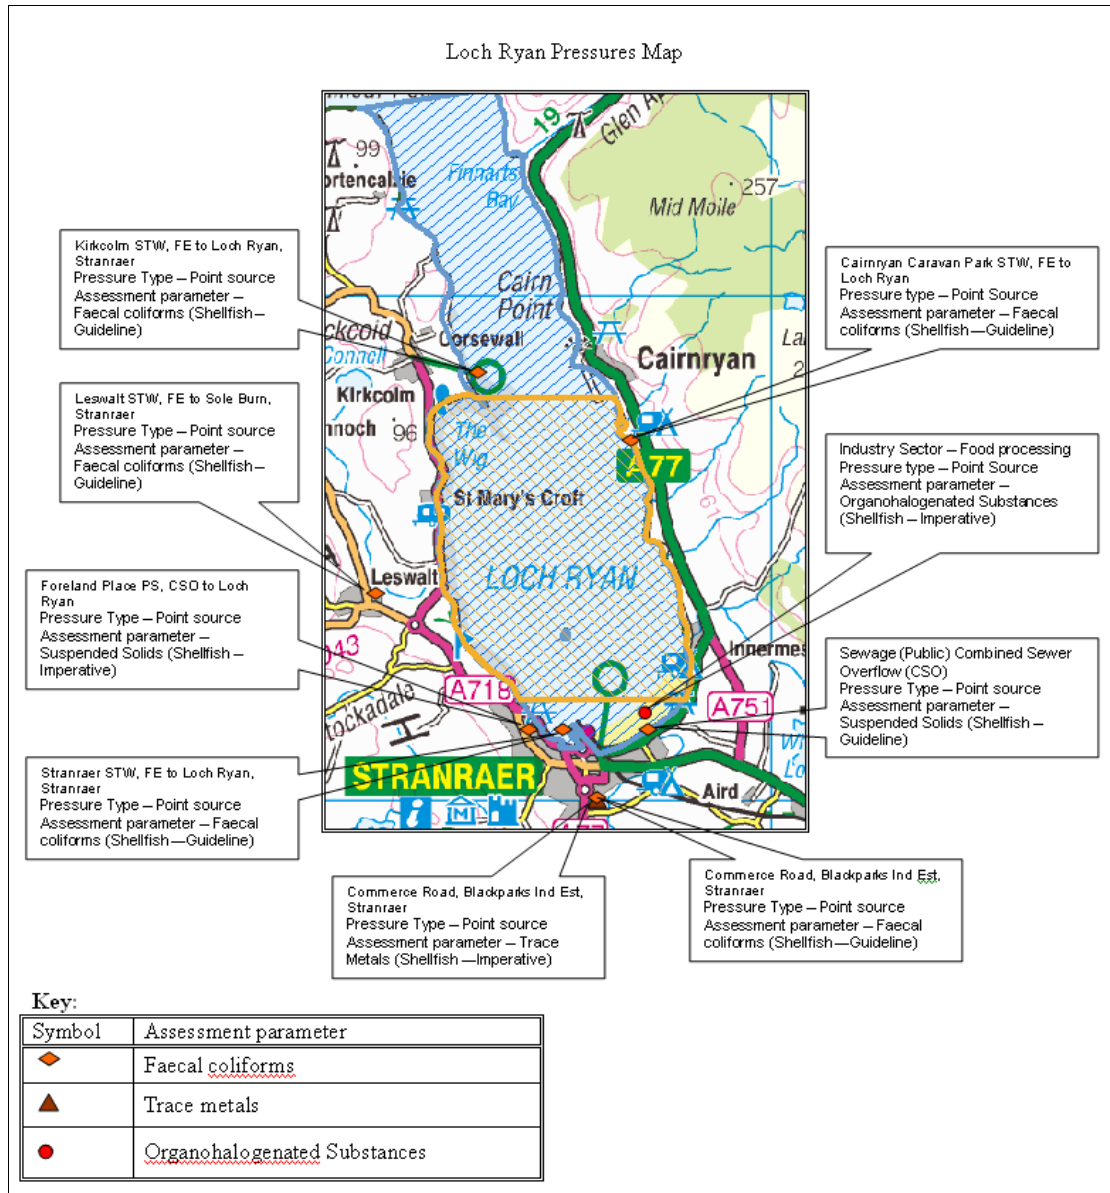 Loch Ryan Pressures Map
19
Glen
99
Finnarts
Bay
257
Mid Moile
Kirkcolm STW, FE to Loch Ryan,
Stranraer
Pressure Type – Point source
Assessment parameter –
Faecal coliforms (Shellfish–
Guideline)
Cairnryan Caravan Park STW, FE to
Loch Ryan
Pressure type – Point Source
Assessment parameter – Faecal
coliforms (Shellfish—Guideline)
Cairn
Point
Corsewall
Connell
Cairnryan
Kirkcolm
96
The
Wig
A77
Leswalt STW, FE to Sole Burn,
Stranraer
Pressure Type – Point source
Assessment parameter –
Faecal coliforms (Shellfish–
Guideline)
Industry Sector – Food processing
Pressure type – Point Source
Assessment parameter –
Organohalogenated Substances
(Shellfish – Imperative)
St Mary's Croft
Leswalt
LOCH RYAN
Foreland Place PS, CSO to Loch
Ryan
Pressure Type – Point source
Assessment parameter –
Suspended Solids (Shellfish –
Imperative)
Innermes
A718
A751
Sewage (Public) Combined Sewer
Overflow (CSO)
Pressure Type – Point source
Assessment parameter –
Suspended Solids (Shellfish –
Guideline)
STRANRAER
Aird
Stranraer STW, FE to Loch Ryan,
Stranraer
Pressure Type – Point source
Assessment parameter – Faecal
coliforms (Shellfish—Guideline)
Commerce Road, Blackparks Ind Est,
Stranraer
Pressure Type – Point source
Assessment parameter – Trace
Metals (Shellfish —Imperative)
Commerce Road, Blackparks Ind Est,
Stranraer
Pressure Type – Point source
Assessment parameter – Faecal
coliforms (Shellfish—Guideline)
Key:
Symbol Assessment parameter
Faecal coliforms
Trace metals
Organohalogenated Substances